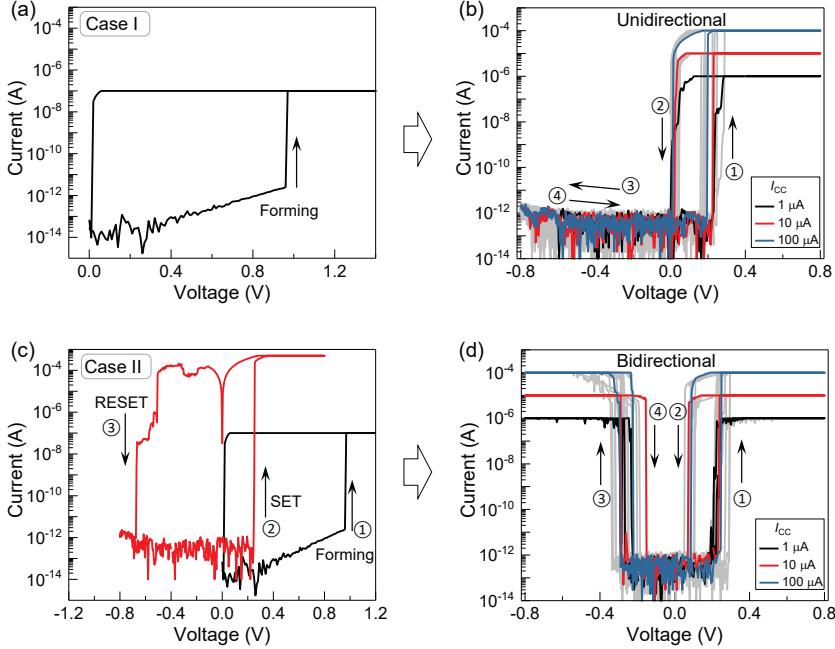 (a)
Case I
Current (A)
10⁻⁴
10⁻⁶
10⁻⁸
10⁻¹⁰
10⁻¹²
10⁻¹⁴
Forming
0.0 0.4 0.8 1.2
Voltage (V)
(b)
Unidirectional
Current (A)
10⁻⁴
10⁻⁵
10⁻⁶
10⁻⁷
10⁻⁸
10⁻¹⁰
10⁻¹²
10⁻¹⁴
②
①
③
④
I_CC
1 μA
10 μA
100 μA
-0.8 -0.4 0.0 0.4 0.8
Voltage (V)
(c)
Case II
Current (A)
10⁻⁴
10⁻⁶
10⁻⁸
10⁻¹⁰
10⁻¹²
10⁻¹⁴
RESET
③
SET
②
①
Forming
-1.2 -0.8 -0.4 0.0 0.4 0.8 1.2
Voltage (V)
(d)
Bidirectional
Current (A)
10⁻⁴
10⁻⁶
10⁻⁸
10⁻¹⁰
10⁻¹²
10⁻¹⁴
④ ②
③
①
I_CC
1 μA
10 μA
100 μA
-0.8 -0.4 0.0 0.4 0.8
Voltage (V)